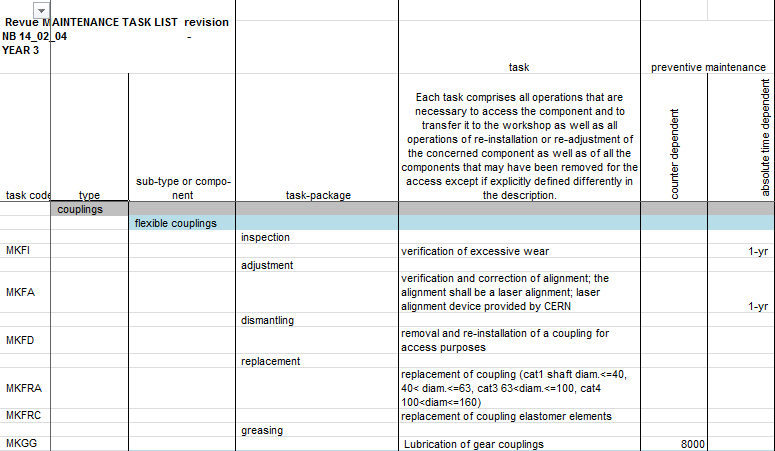 Revue MAINTENANCE TASK LIST revision
NB 14_02_04 -
YEAR 3
task
preventive maintenance
Each task comprises all operations that are
necessary to access the component and to
transfer it to the workshop as well as all
operations of re-installation or re-adjustment of
the concerned component as well as of all the
components that may have been removed for the
access except if explicitly defined differently in
the description.
counter dependent
absolute time dependent
task code
type
sub-type or compo-
nent
task-package
couplings
flexible couplings
inspection
MKFI verification of excessive wear 1-yr
adjustment
verification and correction of alignment; the
MKFA alignment shall be a laser alignment; laser
alignment device provided by CERN 1-yr
dismantling
MKFD removal and re-installation of a coupling for
access purposes
replacement
replacement of coupling (cat1 shaft diam.<=40,
MKFRA 40< diam.<=63, cat3 63<diam.<=100, cat4
100<diam<=160)
MKFRC replacement of coupling elastomer elements
greasing
MKGG Lubrication of gear couplings 8000